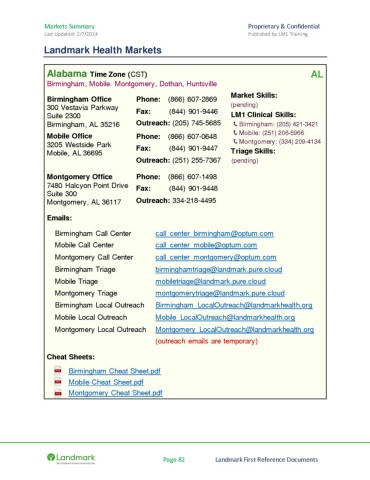 Markets Summary Proprietary & Confidential
Last Updated: 2/7/2024 Published by LM1 Training
Landmark Health Markets
Alabama Time Zone (CST) AL
Birmingham, Mobile. Montgomery, Dothan, Huntsville
Birmingham Office
300 Vestavia Parkway
Suite 2300
Birmingham, AL 35216
Phone: (866) 607-2869
Fax: (844) 901-9446
Outreach: (205) 745-5685
Mobile Office
3205 Westside Park
Mobile, AL 36695
Phone: (866) 607-0648
Fax: (844) 901-9447
Outreach: (251) 255-7367
Montgomery Office
7480 Halcyon Point Drive
Suite 300
Montgomery, AL 36117
Phone: (866) 607-1498
Fax: (844) 901-9448
Outreach: 334-218-4495
Market Skills:
(pending)
LM1 Clinical Skills:
Birmingham: (205) 421-3421
Mobile: (251) 206-5966
Montgomery: (334) 209-4134
Triage Skills:
(pending)
Emails:
Birmingham Call Center call_center_birmingham@optum.com
Mobile Call Center call_center_mobile@optum.com
Montgomery Call Center call_center_montgomery@optum.com
Birmingham Triage birminghamtriage@landmark.pure.cloud
Mobile Triage mobiletriage@landmark.pure.cloud
Montgomery Triage montgomerytriage@landmark.pure.cloud
Birmingham Local Outreach Birmingham_LocalOutreach@landmarkhealth.org
Mobile Local Outreach Mobile_LocalOutreach@landmarkhealth.org
Montgomery Local Outreach Montgomery_LocalOutreach@landmarkhealth.org
(outreach emails are temporary)
Cheat Sheets:
Birmingham Cheat Sheet.pdf
Mobile Cheat Sheet.pdf
Montgomery Cheat Sheet.pdf
Landmark
Page 82 Landmark First Reference Documents